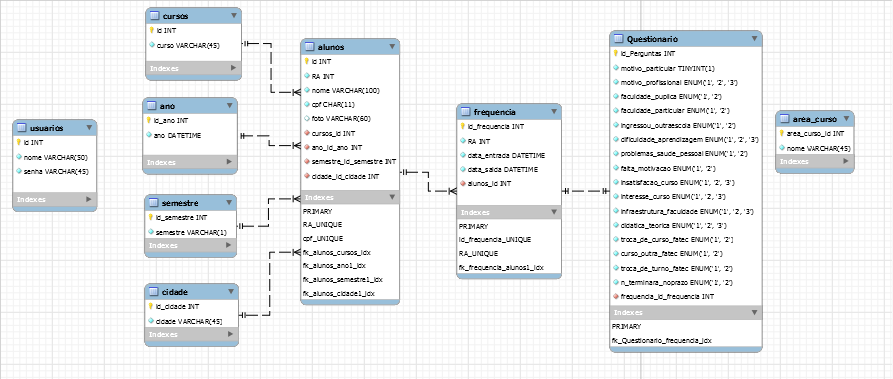 usuarios
id INT
nome VARCHAR(50)
senha VARCHAR(45)
Indexes
cursos
id INT
curso VARCHAR(45)
Indexes
ano
id_ano INT
ano DATETIME
Indexes
semestre
id_semestre INT
semestre VARCHAR(1)
Indexes
cidade
id_cidade INT
cidade VARCHAR(45)
Indexes
alunos
id INT
RA INT
nome VARCHAR(100)
cpf CHAR(11)
foto VARCHAR(60)
cursos_id INT
ano_id_ano INT
semestre_id_semestre INT
cidade_id_cidade INT
Indexes
PRIMARY
RA_UNIQUE
cpf_UNIQUE
fk_alunos_cursos_idx
fk_alunos_ano1_idx
fk_alunos_semestre1_idx
fk_alunos_cidade1_idx
frequencia
id_frequencia INT
RA INT
data_entrada DATETIME
data_saida DATETIME
alunos_id INT
Indexes
PRIMARY
id_frequencia_UNIQUE
RA_UNIQUE
fk_frequencia_alunos1_idx
Questionario
id_Perguntas INT
motivo_particular TINYINT(1)
motivo_profissional ENUM('1', '2', '3')
faculdade_puplica ENUM('1', '2')
faculdade_particular ENUM('1', '2')
ingressou_outraescola ENUM('1', '2')
dificuldade_aprendizagem ENUM('1', '2', '3')
problemas_saude_pessoal ENUM('1', '2')
falta_motivacao ENUM('1', '2')
insatisfacao_curso ENUM('1', '2', '3')
interesse_curso ENUM('1', '2', '3')
infraestrutura_faculdade ENUM('1', '2', '3')
didatica_teorica ENUM('1', '2', '3')
troca_de_curso_fatec ENUM('1', '2')
curso_outra_fatec ENUM('1', '2')
troca_de_turno_fatec ENUM('1', '2')
n_terminara_noprazo ENUM('1', '2')
frequencia_id_frequencia INT
Indexes
PRIMARY
fk_Questionario_frequencia_idx
area_curso
area_curso_id INT
nome VARCHAR(45)
Indexes